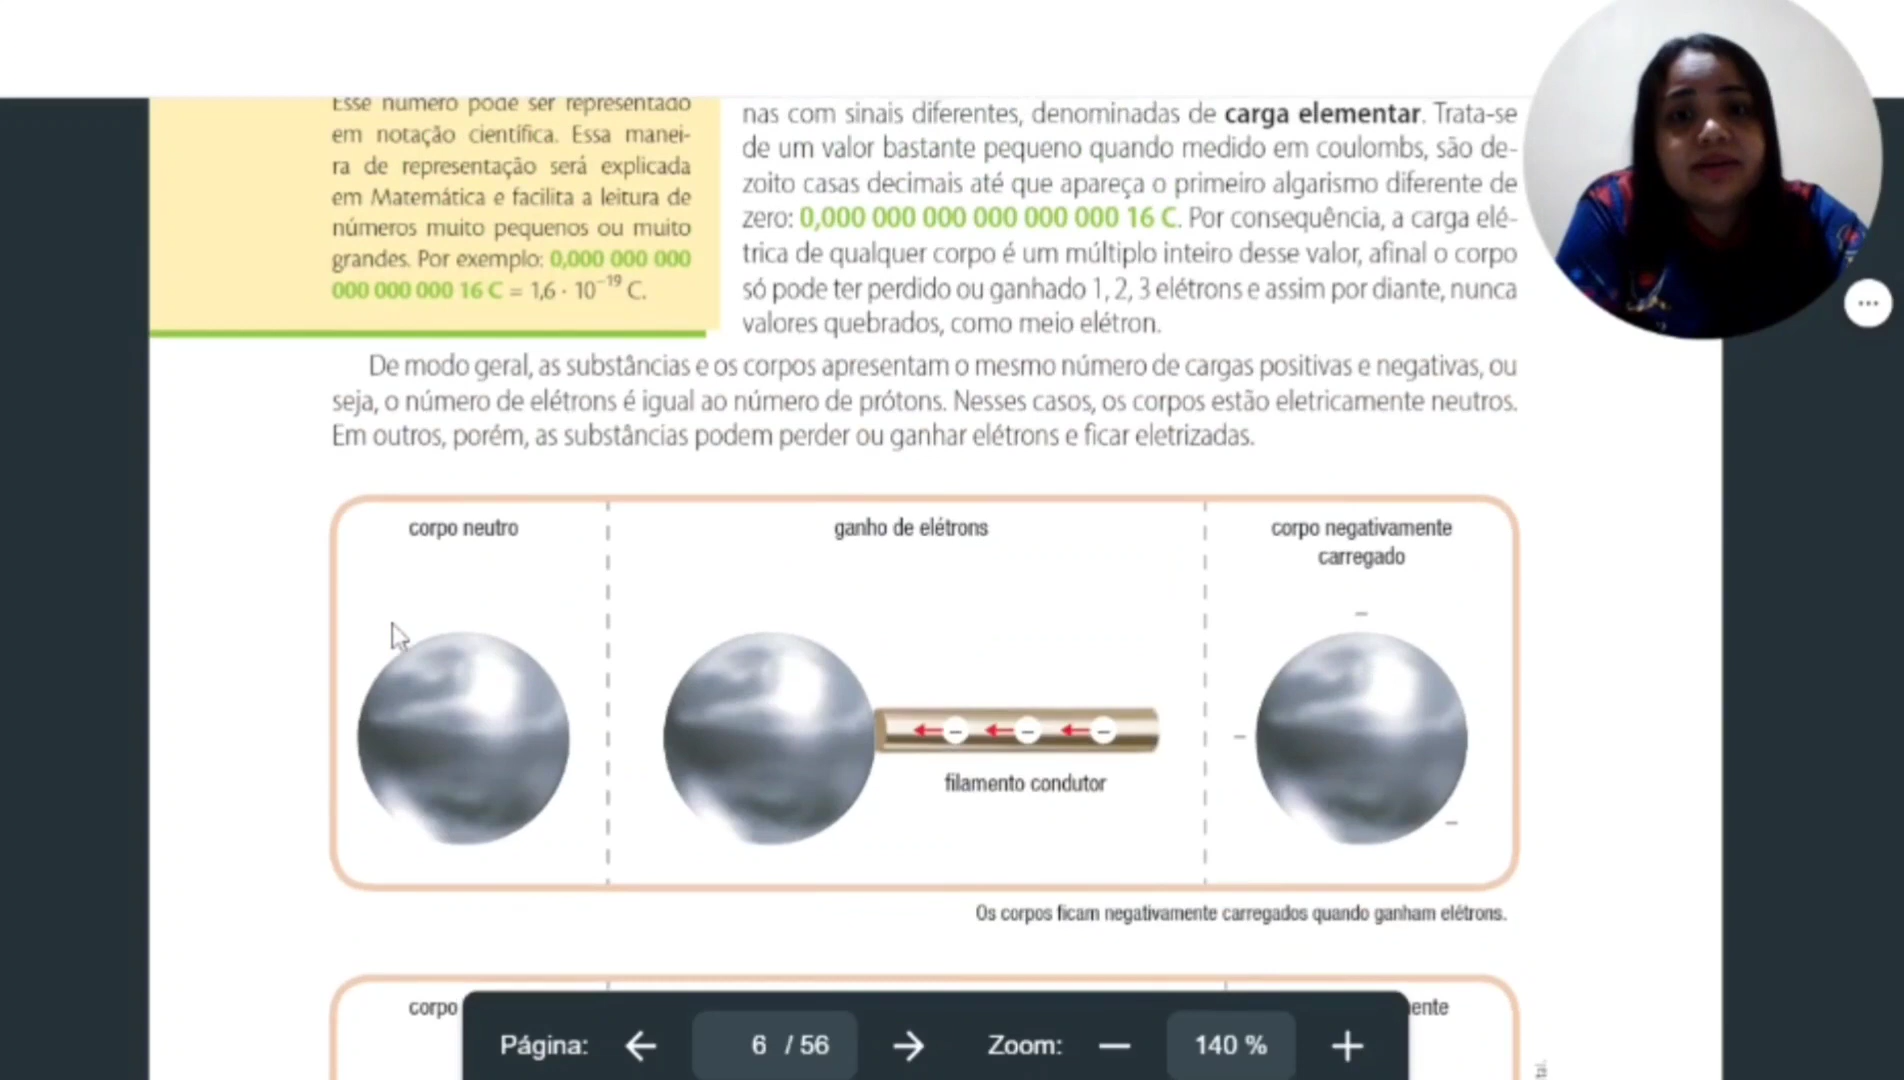 Esse número pode ser representado
em notação científica. Essa manei-
ra de representação será explicada
em Matemática e facilita a leitura de
números muito pequenos ou muito
grandes. Por exemplo: 0,000 000 000
000 000 000 16 C = 1,6 · 10⁻¹⁹ C.
nas com sinais diferentes, denominadas de carga elementar. Trata-se
de um valor bastante pequeno quando medido em coulombs, são de-
zoito casas decimais até que apareça o primeiro algarismo diferente de
zero: 0,000 000 000 000 000 000 16 C. Por consequência, a carga elé-
trica de qualquer corpo é um múltiplo inteiro desse valor, afinal o corpo
só pode ter perdido ou ganhado 1, 2, 3 elétrons e assim por diante, nunca
valores quebrados, como meio elétron.
De modo geral, as substâncias e os corpos apresentam o mesmo número de cargas positivas e negativas, ou
seja, o número de elétrons é igual ao número de prótons. Nesses casos, os corpos estão eletricamente neutros.
Em outros, porém, as substâncias podem perder ou ganhar elétrons e ficar eletrizadas.
corpo neutro
ganho de elétrons
corpo negativamente
carregado
filamento condutor
Os corpos ficam negativamente carregados quando ganham elétrons.
corpo
ente
Página: 6 / 56 Zoom: 140 %